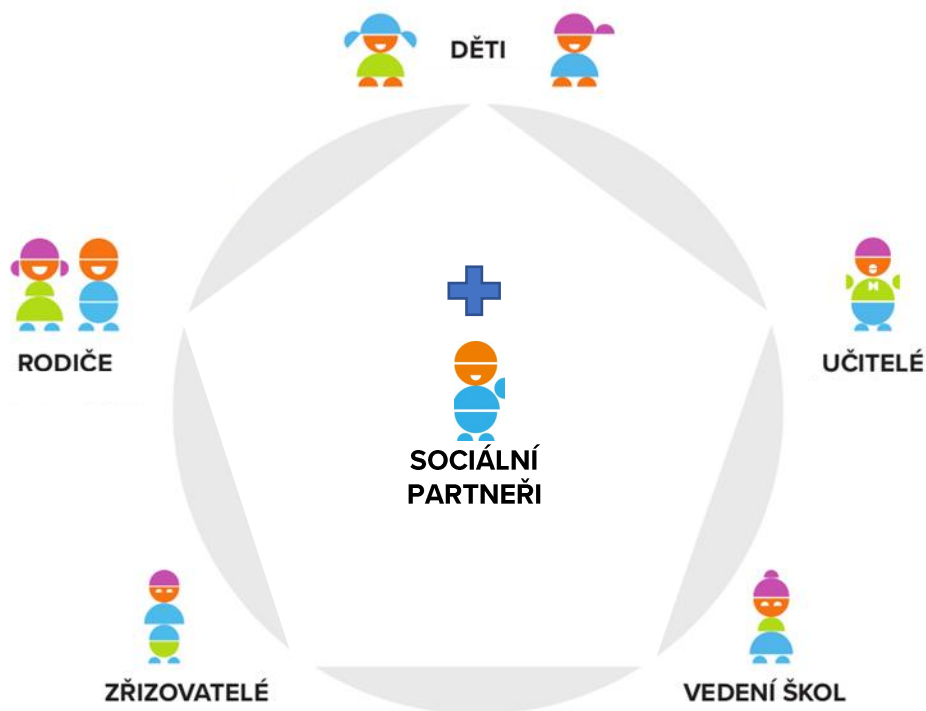 DĚTI
RODIČE
UČITELÉ
SOCIÁLNÍ
PARTNEŘI
ZŘIZOVATELÉ
VEDENÍ ŠKOL